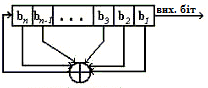 bn bn-1 . . . b3 b2 b1 вих. біт